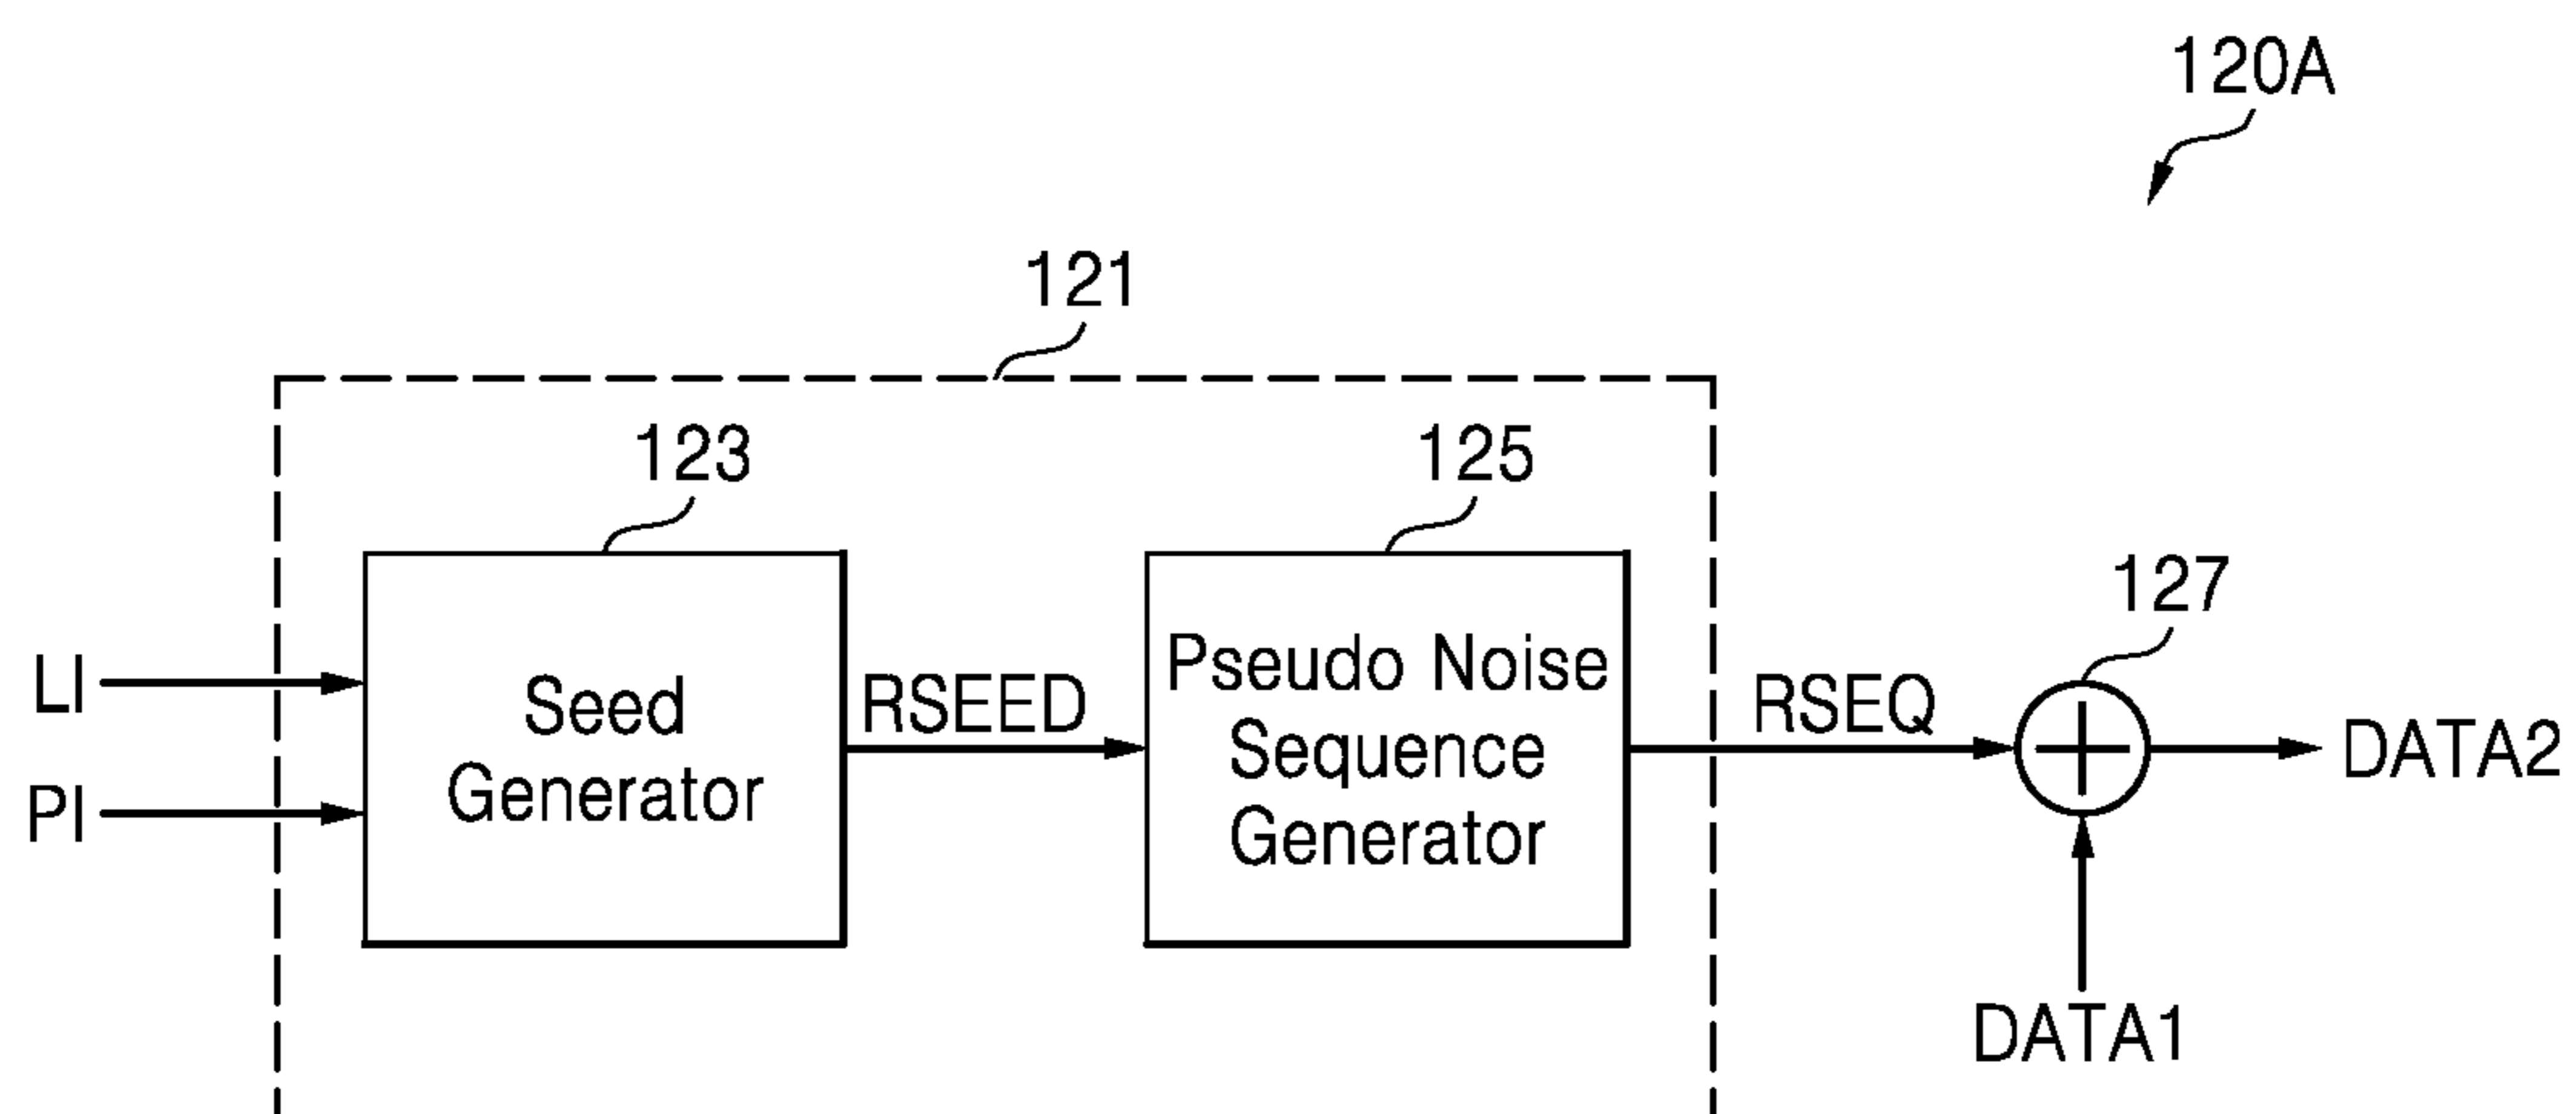 120A
121
123
125
127
LI
PI
Seed
Generator
RSEED
Pseudo Noise
Sequence
Generator
RSEQ
DATA2
DATA1